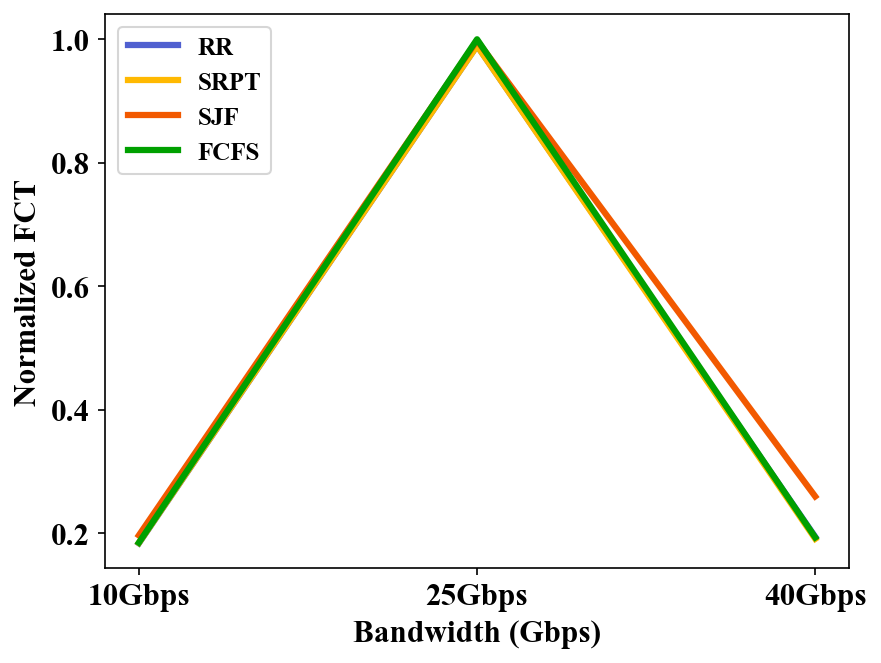 RR
SRPT
SJF
FCFS
Normalized FCT
1.0
0.8
0.6
0.4
0.2
10Gbps
25Gbps
40Gbps
Bandwidth (Gbps)